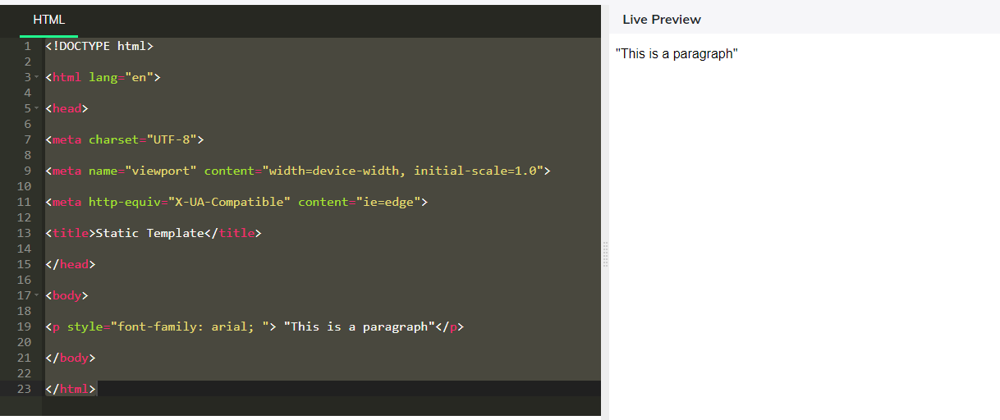 HTML
Live Preview
1 <!DOCTYPE html>
2
3 <html lang="en">
4
5 <head>
6
7 <meta charset="UTF-8">
8
9 <meta name="viewport" content="width=device-width, initial-scale=1.0">
10
11 <meta http-equiv="X-UA-Compatible" content="ie=edge">
12
13 <title>Static Template</title>
14
15 </head>
16
17 <body>
18
19 <p style="font-family: arial; "> "This is a paragraph"</p>
20
21 </body>
22
23 </html>
"This is a paragraph"